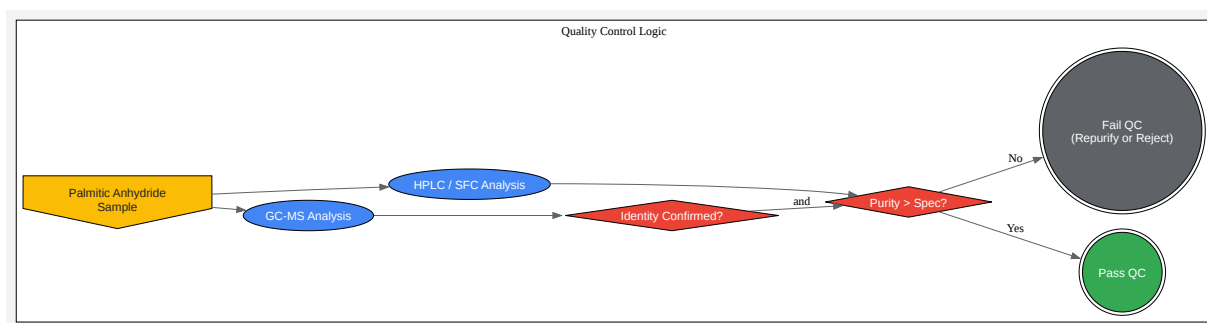 Quality Control Logic
Palmitic Anhydride
Sample
HPLC / SFC Analysis
GC-MS Analysis
Identity Confirmed?
and
Purity > Spec?
No
Yes
Fail QC
(Repurify or Reject)
Pass QC